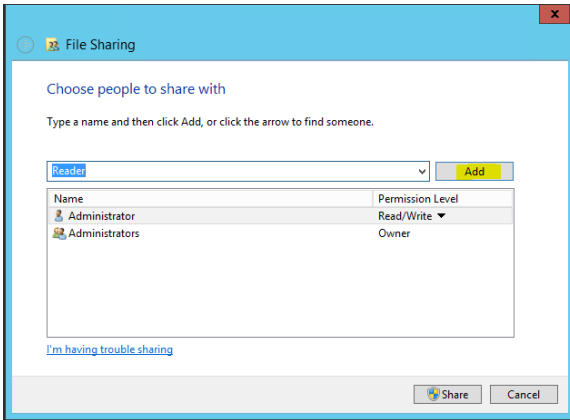 x
File Sharing
Choose people to share with
Type a name and then click Add, or click the arrow to find someone.
Reader Add
Name Permission Level
Administrator Read/Write
Administrators Owner
I'm having trouble sharing
Share Cancel